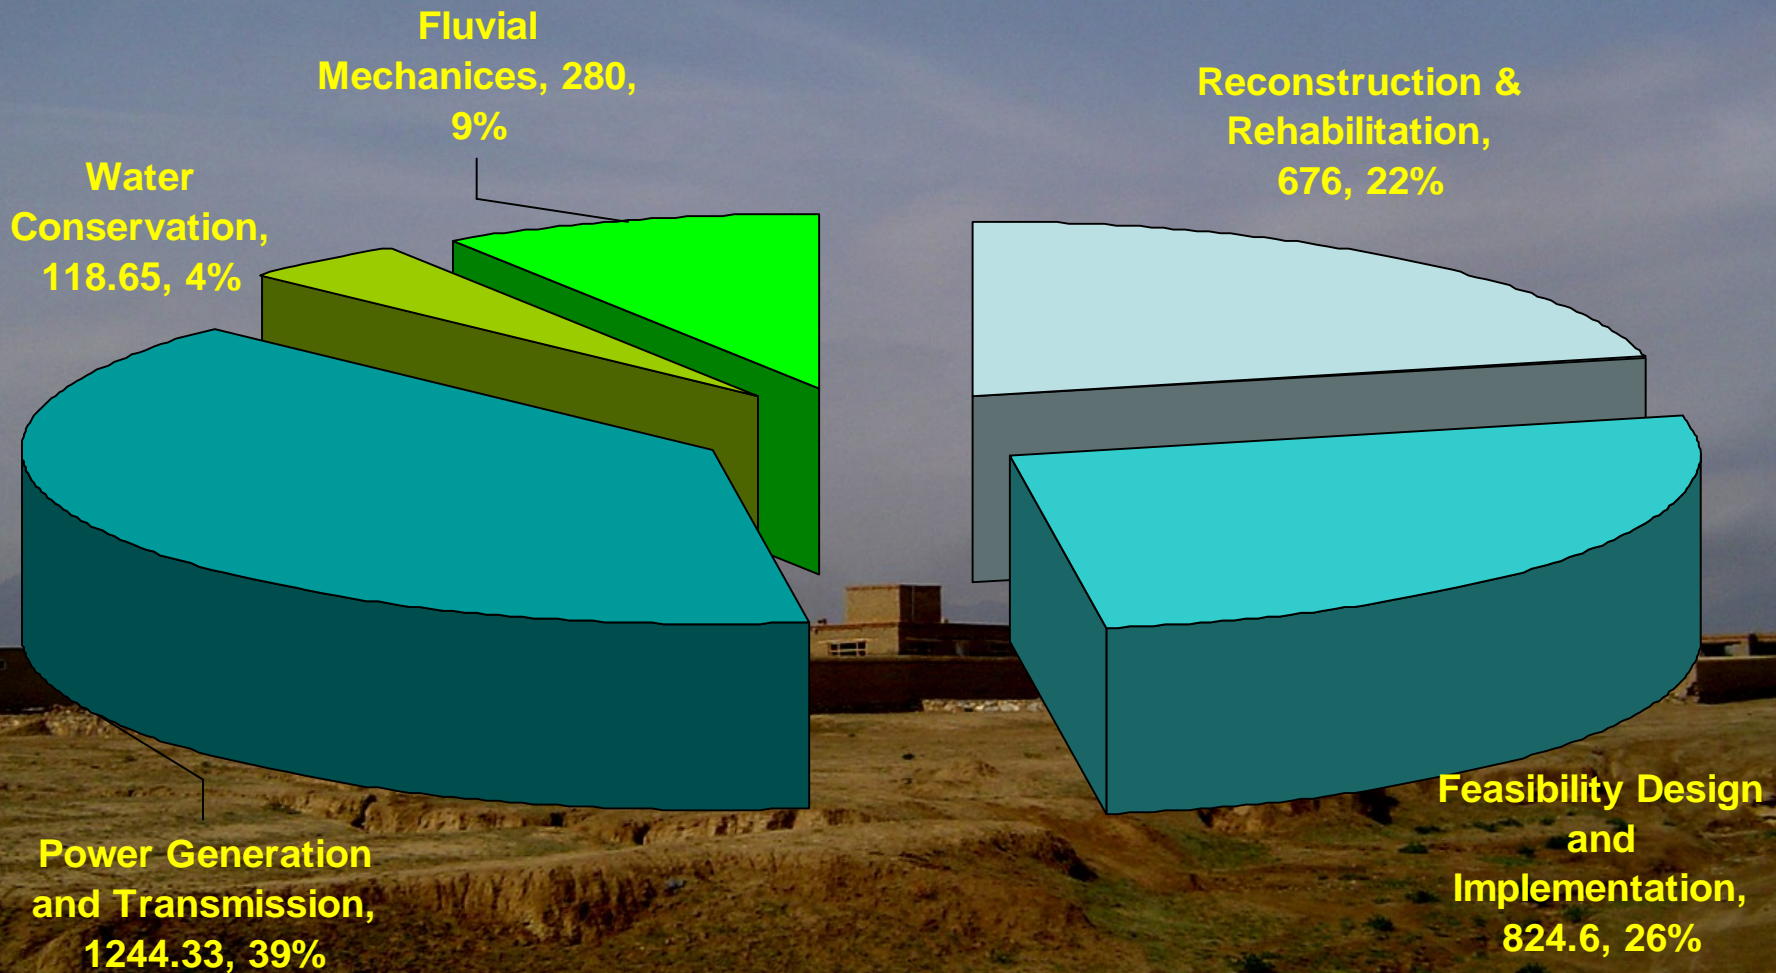 Fluvial
Mechanices, 280,
9%
Reconstruction &
Rehabilitation,
676, 22%
Water
Conservation,
118.65, 4%
Power Generation
and Transmission,
1244.33, 39%
Feasibility Design
and
Implementation,
824.6, 26%